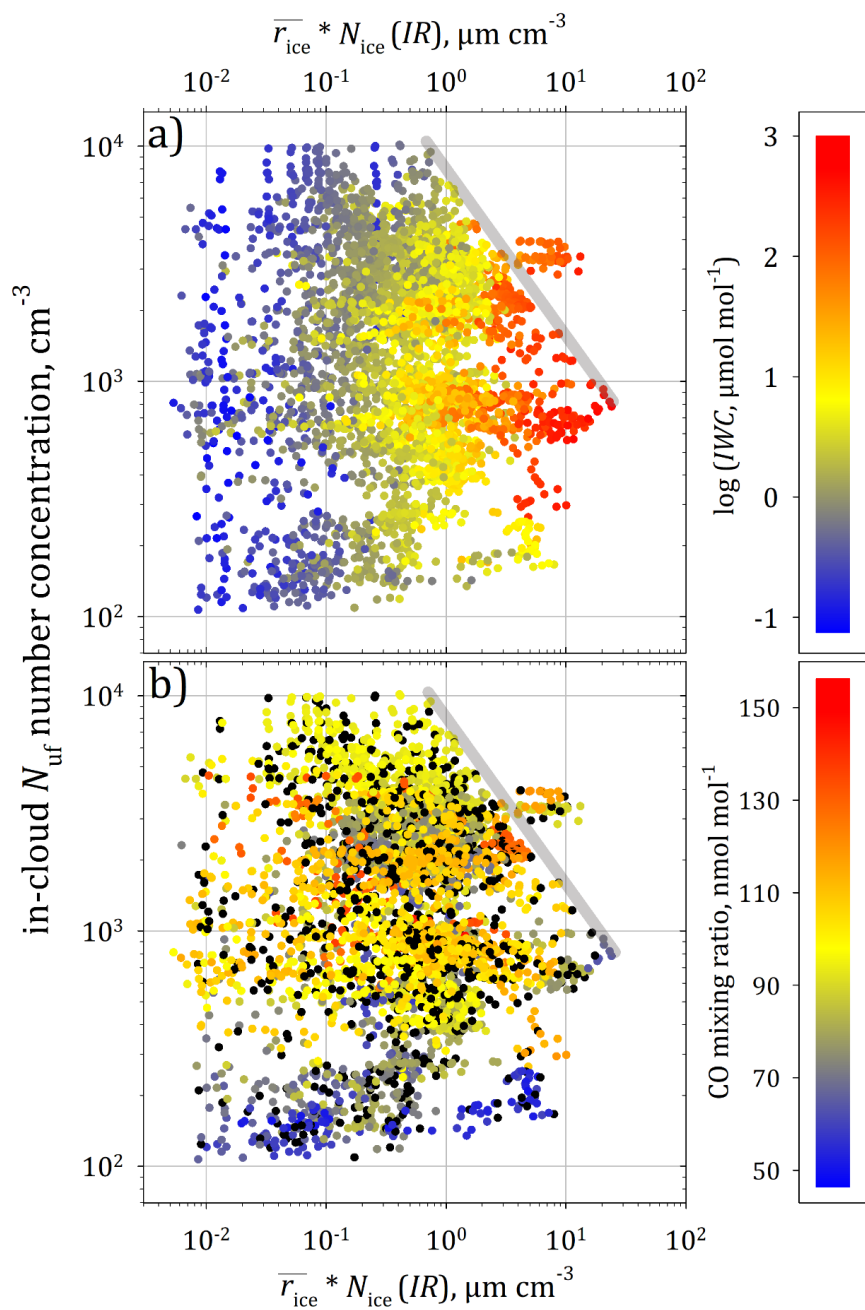 r̅ice * Nice (IR), µm cm-3
10-2 10-1 100 101 102
a)
104
103
102
in-cloud Nuf number concentration, cm-3
3
2
1
0
-1
log (IWC, µmol mol-1)
b)
104
103
102
150
130
110
90
70
50
CO mixing ratio, nmol mol-1
10-2 10-1 100 101 102
r̅ice * Nice (IR), µm cm-3